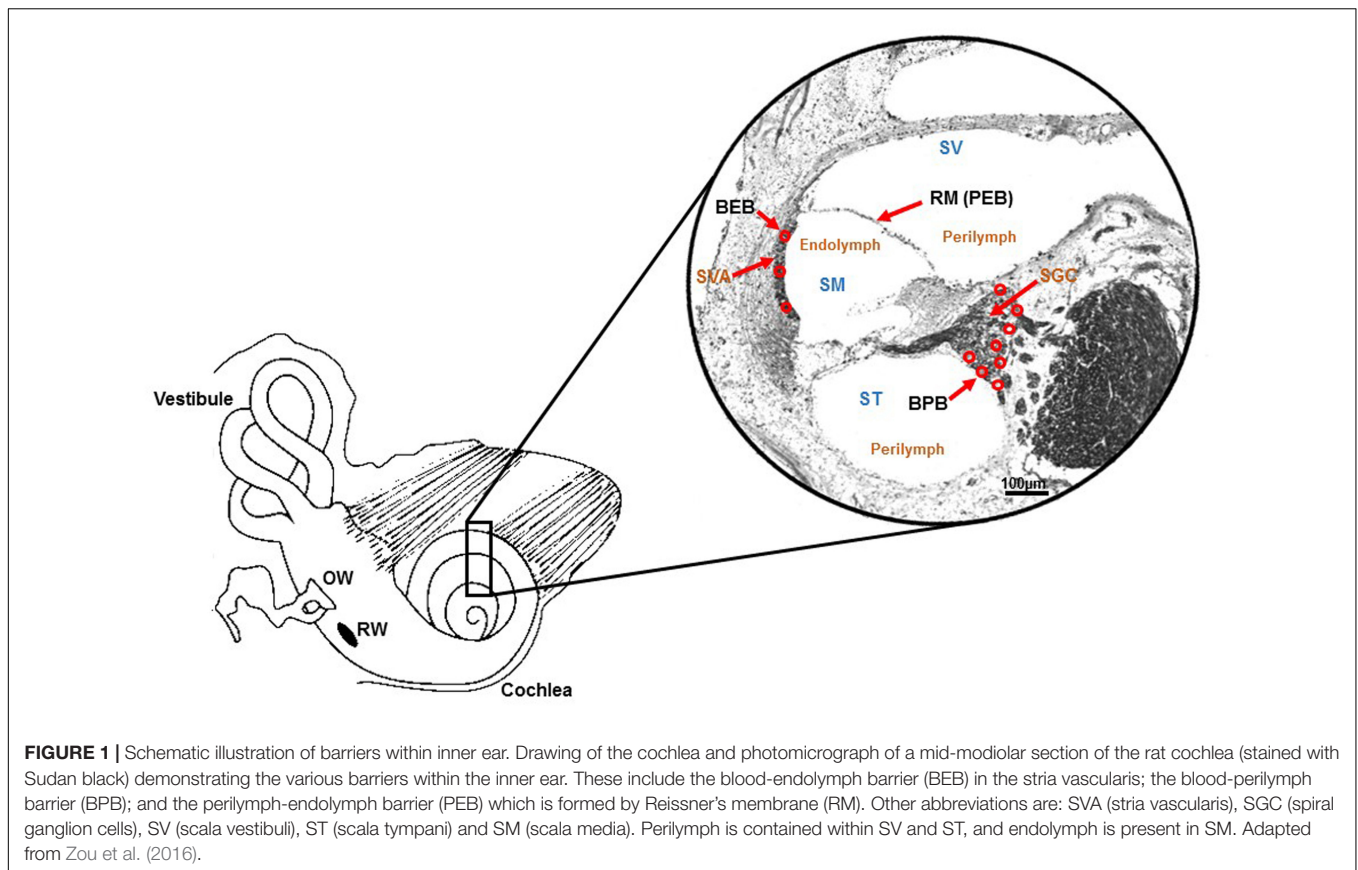 SV
BEB
RM (PEB)
Endolymph
Perilymph
SVA
SM
SGC
ST
BPB
Perilymph
100µm
Vestibule
OW
RW
Cochlea
FIGURE 1 | Schematic illustration of barriers within inner ear. Drawing of the cochlea and photomicrograph of a mid-modiolar section of the rat cochlea (stained with
Sudan black) demonstrating the various barriers within the inner ear. These include the blood-endolymph barrier (BEB) in the stria vascularis; the blood-perilymph
barrier (BPB); and the perilymph-endolymph barrier (PEB) which is formed by Reissner's membrane (RM). Other abbreviations are: SVA (stria vascularis), SGC (spiral
ganglion cells), SV (scala vestibuli), ST (scala tympani) and SM (scala media). Perilymph is contained within SV and ST, and endolymph is present in SM. Adapted
from Zou et al. (2016).